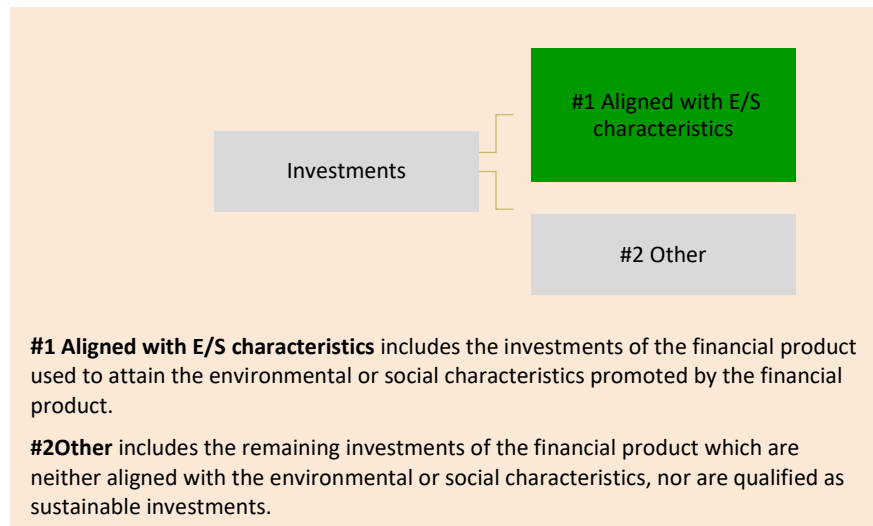 #1 Aligned with E/S
characteristics
Investments
#2 Other
#1 Aligned with E/S characteristics includes the investments of the financial product
used to attain the environmental or social characteristics promoted by the financial
product.
#2Other includes the remaining investments of the financial product which are
neither aligned with the environmental or social characteristics, nor are qualified as
sustainable investments.